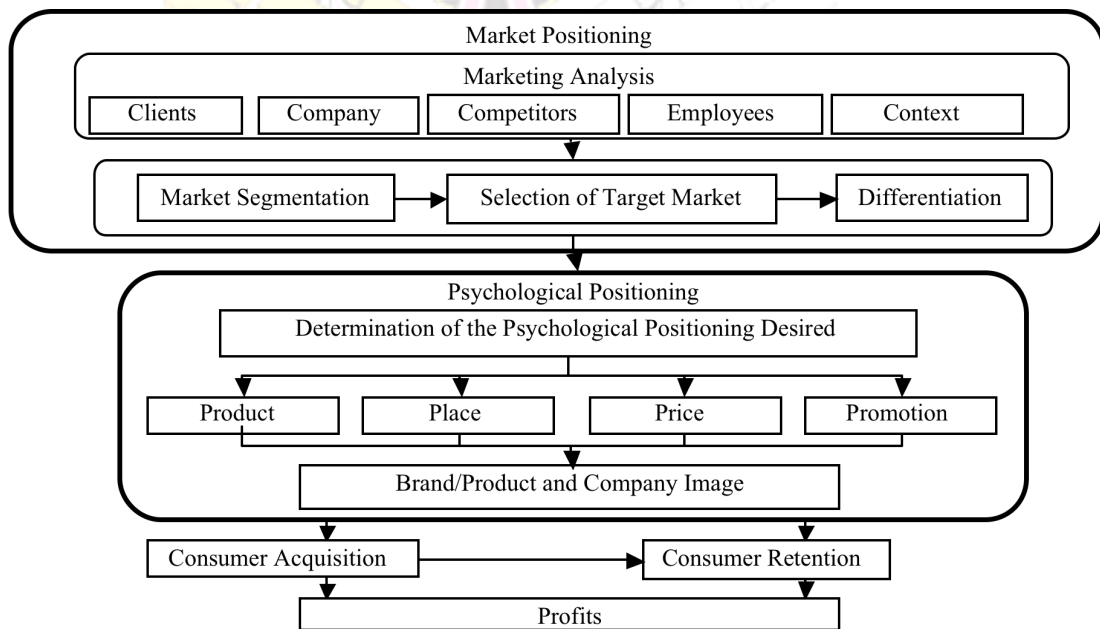 Market Positioning
Marketing Analysis
Clients Company Competitors Employees Context
Market Segmentation Selection of Target Market Differentiation
Psychological Positioning
Determination of the Psychological Positioning Desired
Product Place Price Promotion
Brand/Product and Company Image
Consumer Acquisition Consumer Retention
Profits